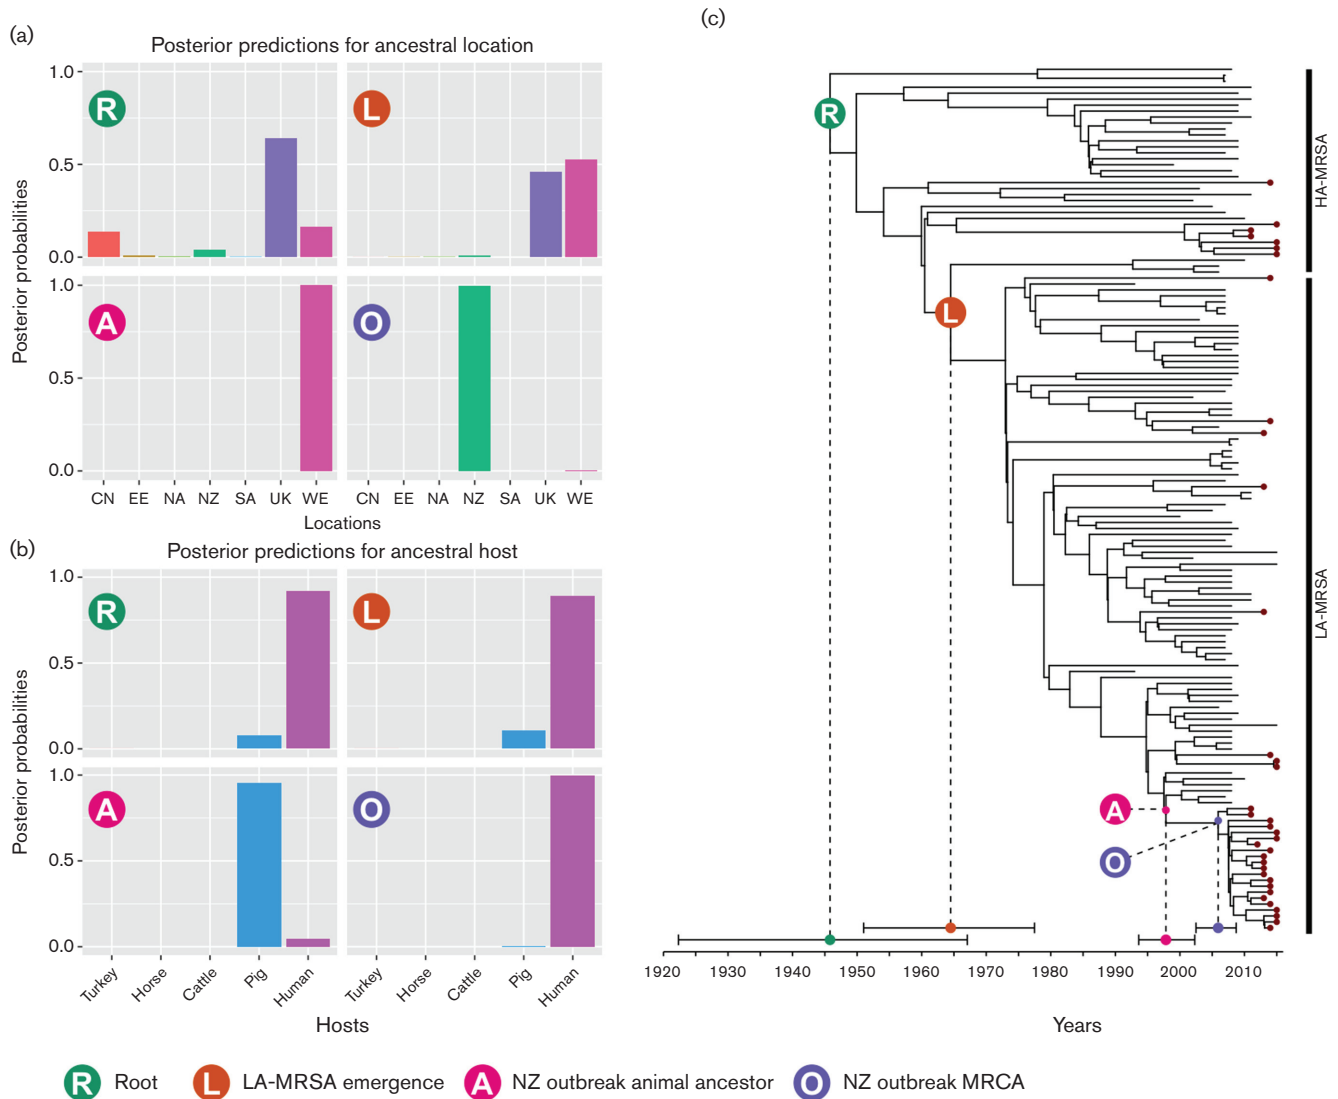 (a)
Posterior predictions for ancestral location
Posterior probabilities
1.0
0.5
0.0
R
L
1.0
0.5
0.0
A
O
CN EE NA NZ SA UK WE CN EE NA NZ SA UK WE
Locations
(b)
Posterior predictions for ancestral host
Posterior probabilities
1.0
0.5
0.0
R
L
1.0
0.5
0.0
A
O
Turkey Horse Cattle Pig Human Turkey Horse Cattle Pig Human
Hosts
(c)
R
L
A
O
HA-MRSA
LA-MRSA
1920 1930 1940 1950 1960 1970 1980 1990 2000 2010
Years
R Root L LA-MRSA emergence A NZ outbreak animal ancestor O NZ outbreak MRCA